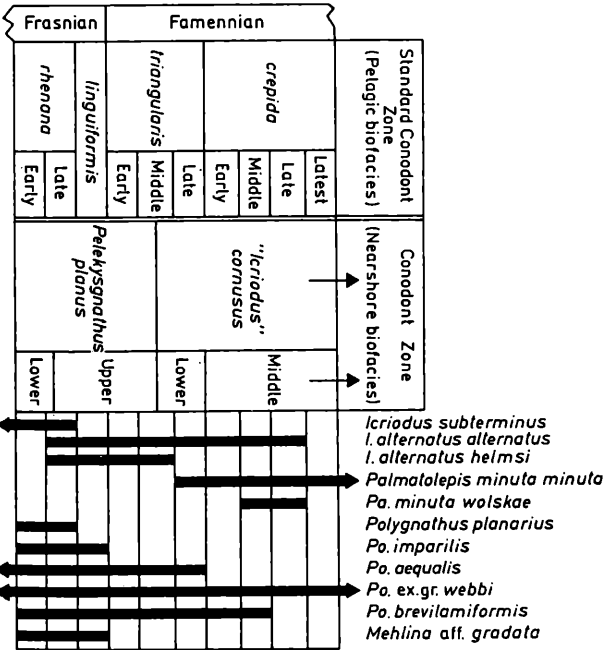 Frasnian
Famennian
rhenana
linguiformis
triangularis
crepida
Standard Conodont
Zone
(Pelagic biofacies)
Early
Late
Early
Middle
Late
Early
Middle
Late
Latest
Pelekysgnathus
planus
"Icriodus"
cornusus
Conodont Zone
(Nearshore biofacies)
Lower
Upper
Lower
Middle
Icriodus subterminus
I. alternatus alternatus
I. alternatus helmsi
Palmatolepis minuta minuta
Pa. minuta wolskae
Polygnathus planarius
Po. imparilis
Po. aequalis
Po. ex.gr. webbi
Po. brevilamiformis
Mehlina aff. gradata